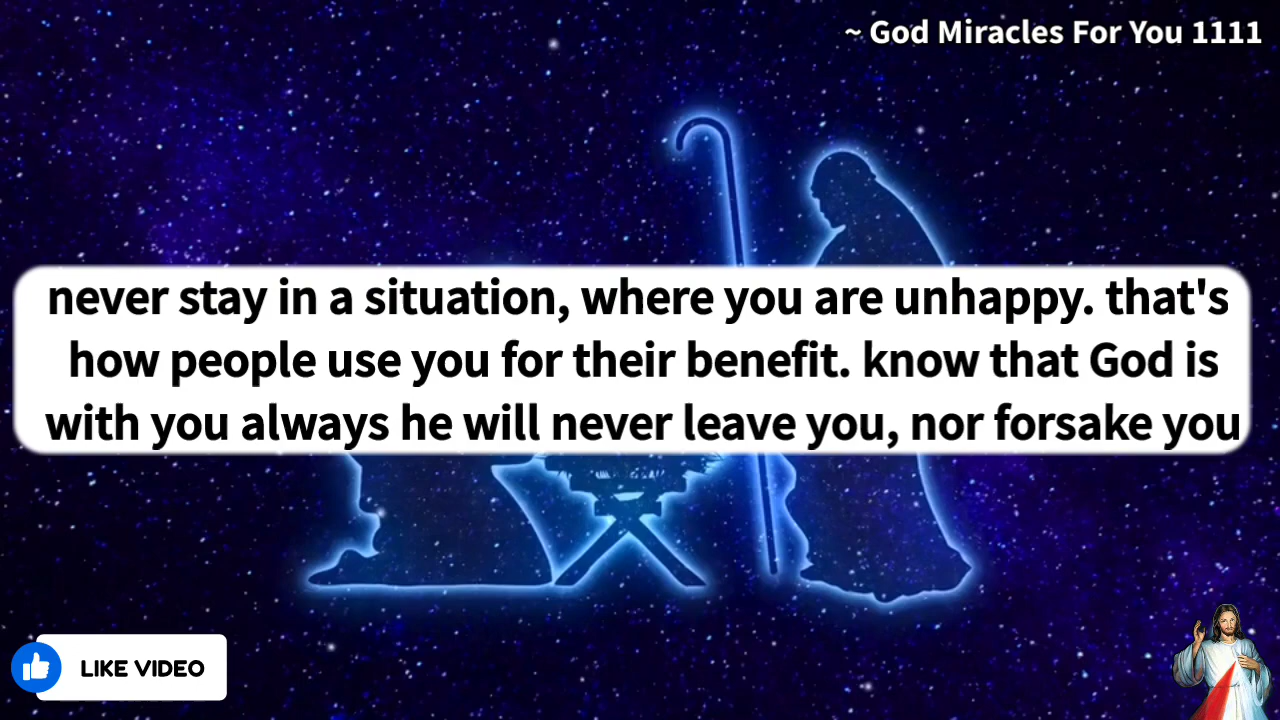 ~ God Miracles For You 1111
never stay in a situation, where you are unhappy. that's
how people use you for their benefit. know that God is
with you always he will never leave you, nor forsake you
LIKE VIDEO